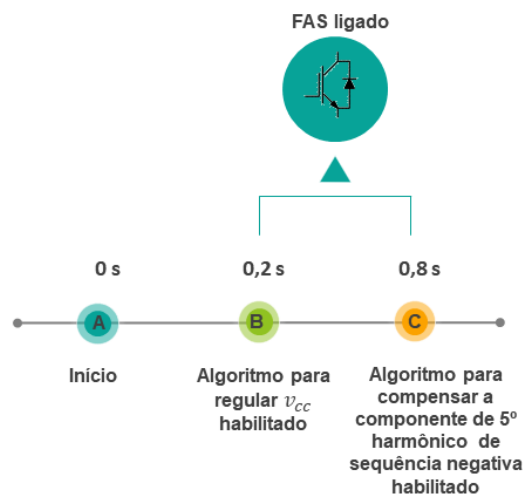 FAS ligado
0 s
0,2 s
0,8 s
A
B
C
Início
Algoritmo para
regular v_cc
habilitado
Algoritmo para
compensar a
componente de 5º
harmônico de
sequência negativa
habilitado